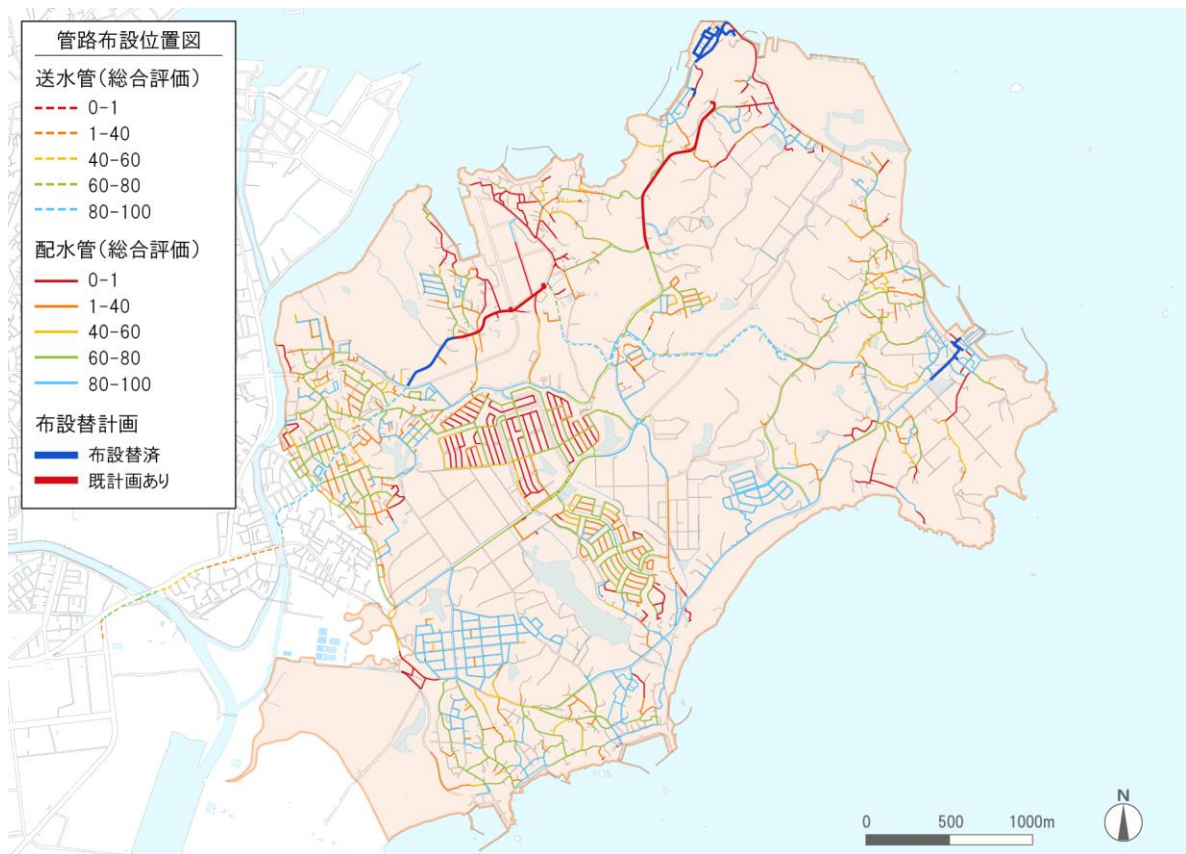 管路布設位置図
送水管(総合評価)
0-1
1-40
40-60
60-80
80-100
配水管(総合評価)
0-1
1-40
40-60
60-80
80-100
布設替計画
布設替済
既計画あり
N
0 500 1000m